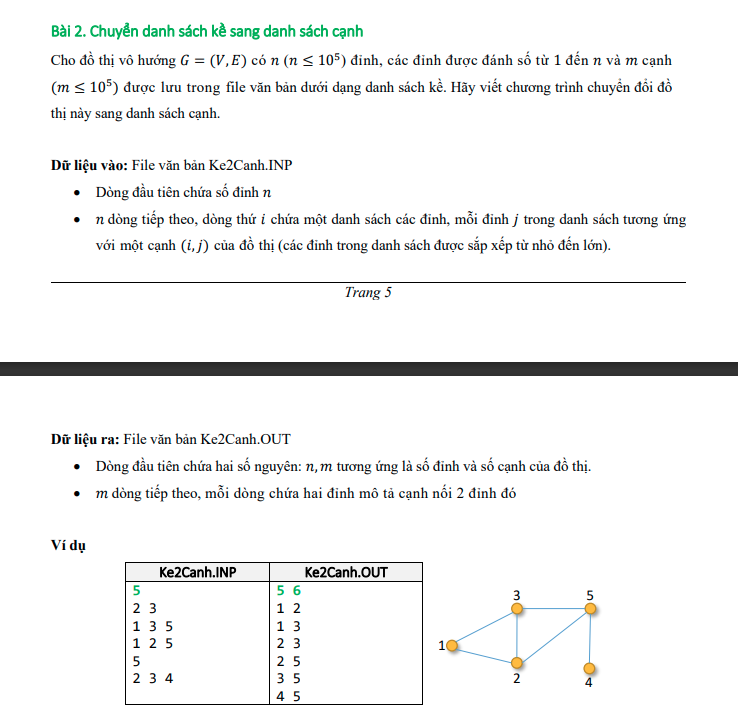 Bài 2. Chuyển danh sách kề sang danh sách cạnh
Cho đồ thị vô hướng G = (V, E) có n (n ≤ 10⁵) đỉnh, các đỉnh được đánh số từ 1 đến n và m cạnh
(m ≤ 10⁵) được lưu trong file văn bản dưới dạng danh sách kề. Hãy viết chương trình chuyển đổi đồ
thị này sang danh sách cạnh.
Dữ liệu vào: File văn bản Ke2Canh.INP
• Dòng đầu tiên chứa số đỉnh n
• n dòng tiếp theo, dòng thứ i chứa một danh sách các đỉnh, mỗi đỉnh j trong danh sách tương ứng
với một cạnh (i, j) của đồ thị (các đỉnh trong danh sách được sắp xếp từ nhỏ đến lớn).
Trang 5
Dữ liệu ra: File văn bản Ke2Canh.OUT
• Dòng đầu tiên chứa hai số nguyên: n, m tương ứng là số đỉnh và số cạnh của đồ thị.
• m dòng tiếp theo, mỗi dòng chứa hai đỉnh mô tả cạnh nối 2 đỉnh đó
Ví dụ
Ke2Canh.INP
5
2 3
1 3 5
1 2 5
5
2 3 4
Ke2Canh.OUT
5 6
1 2
1 3
2 3
2 5
3 5
4 5
3 5
1
2 4